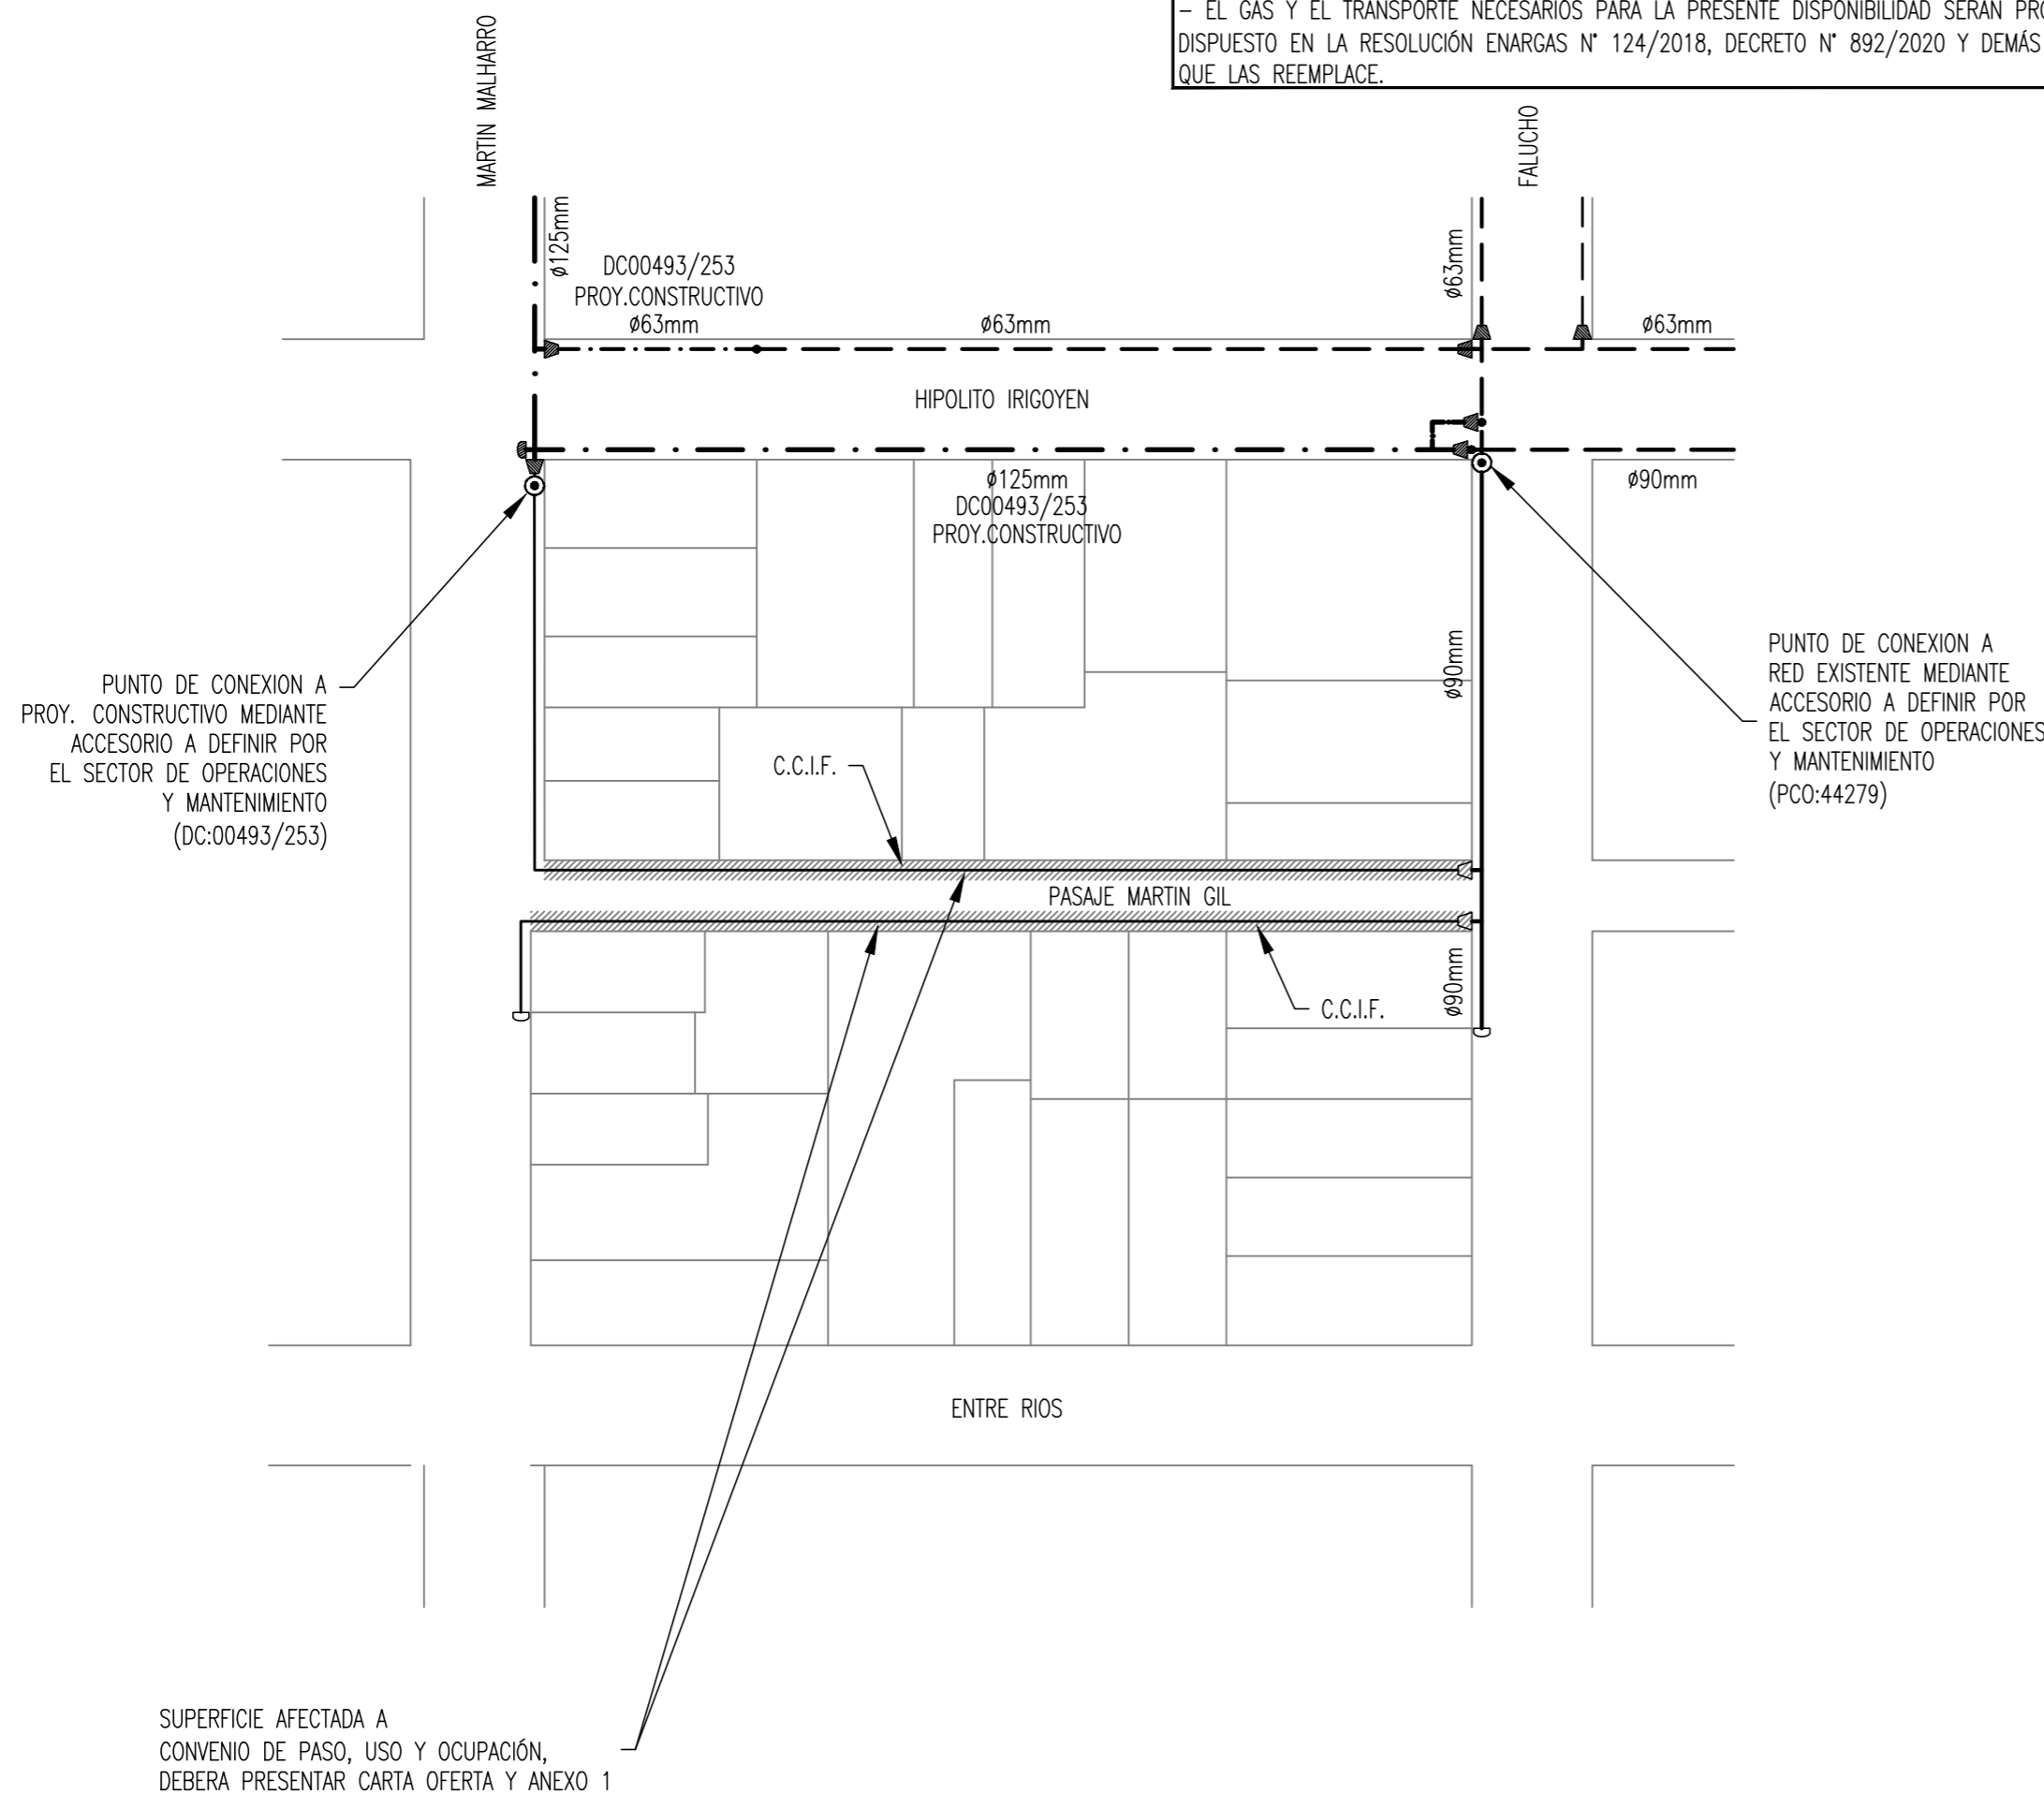 – EL GAS Y EL TRANSPORTE NECESARIOS PARA LA PRESENTE DISPONIBILIDAD SERAN
DISPUESTO EN LA RESOLUCIÓN ENARGAS N° 124/2018, DECRETO N° 892/2020 Y DEMÁS
QUE LAS REEMPLACE.
MARTIN MALHARRO
FALUCHO
ø125mm
DC00493/253
PROY.CONSTRUCTIVO
ø63mm
ø63mm
ø63mm
ø63mm
HIPOLITO IRIGOYEN
ø125mm
DC00493/253
PROY.CONSTRUCTIVO
ø90mm
PUNTO DE CONEXION A
PROY. CONSTRUCTIVO MEDIANTE
ACCESORIO A DEFINIR POR
EL SECTOR DE OPERACIONES
Y MANTENIMIENTO
(DC:00493/253)
ø90mm
PUNTO DE CONEXION A
RED EXISTENTE MEDIANTE
ACCESORIO A DEFINIR POR
EL SECTOR DE OPERACIONES
Y MANTENIMIENTO
(PCO:44279)
C.C.I.F.
PASAJE MARTIN GIL
C.C.I.F.
ø90mm
ENTRE RIOS
SUPERFICIE AFECTADA A
CONVENIO DE PASO, USO Y OCUPACIÓN,
DEBERA PRESENTAR CARTA OFERTA Y ANEXO 1